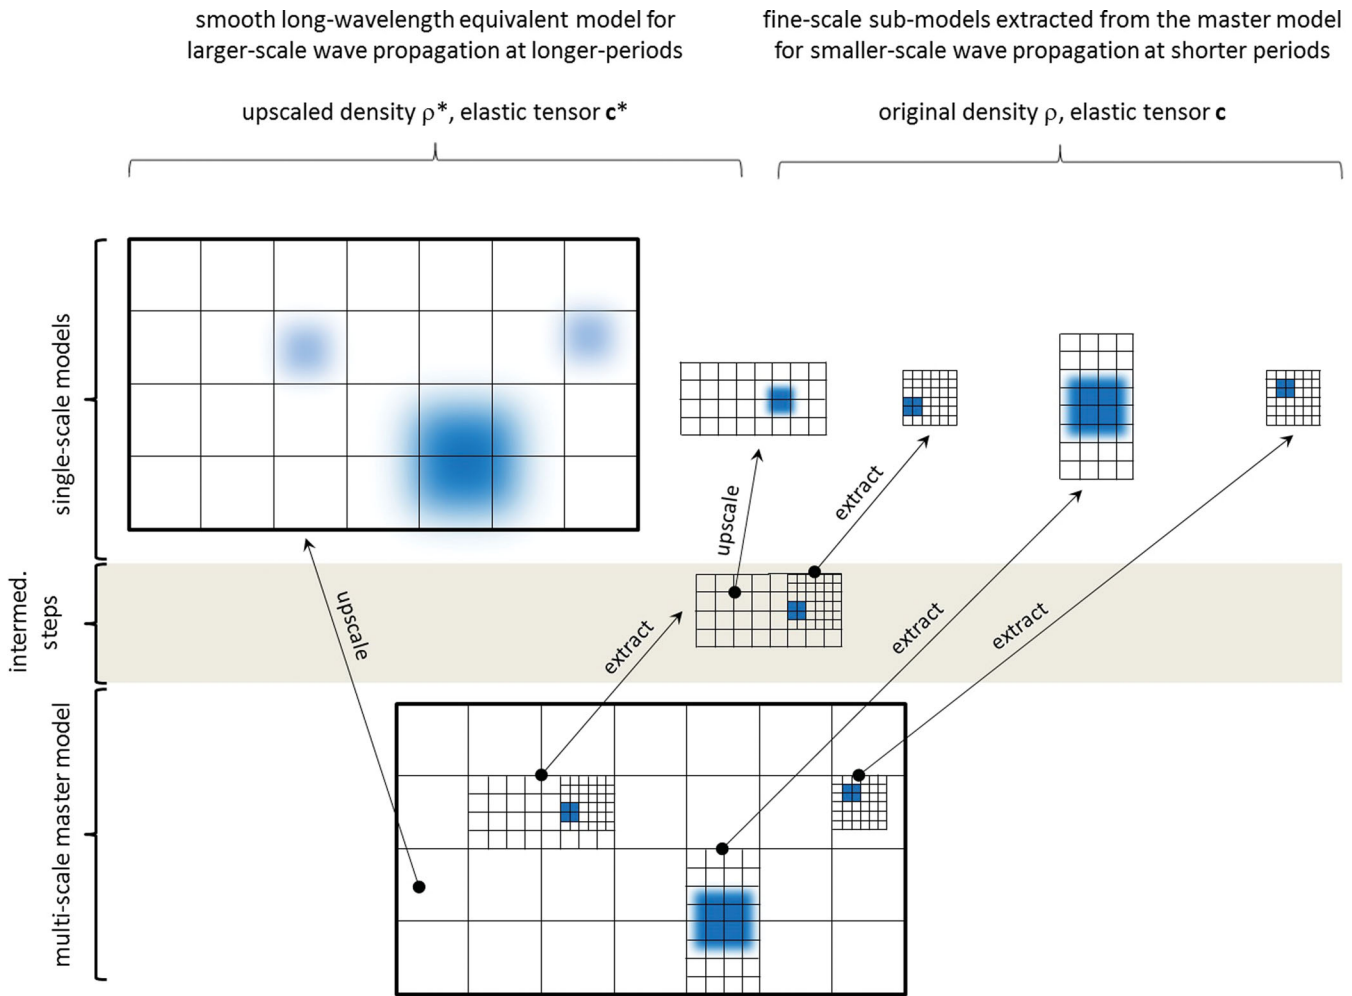 smooth long-wavelength equivalent model for
larger-scale wave propagation at longer-periods
fine-scale sub-models extracted from the master model
for smaller-scale wave propagation at shorter periods
upscaled density ρ*, elastic tensor c*
original density ρ, elastic tensor c
single-scale models
upscale
extract
intermed.
steps
upscale
extract
extract
extract
multi-scale master model